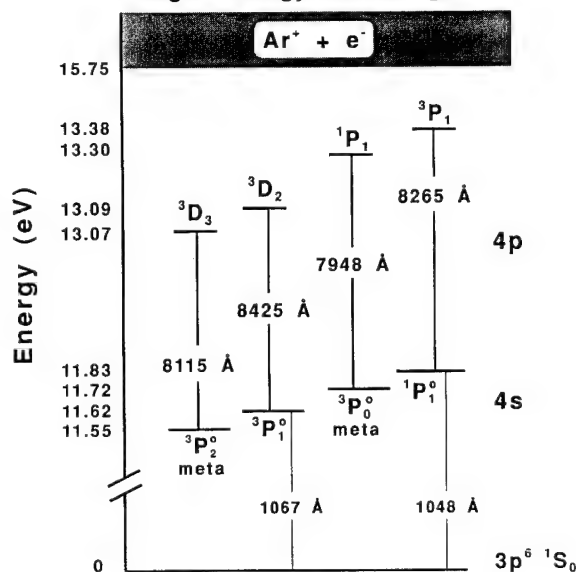 Ar⁺ + e⁻
15.75
³P₁
13.38
¹P₁
13.30
³D₂
³D₃
8265 Å
13.09
13.07
4p
7948 Å
8425 Å
Energy (eV)
8115 Å
11.83
11.72
¹P₁°
4s
³P₀°
11.62
³P₁°
meta
11.55
³P₂°
meta
1067 Å
1048 Å
0
3p⁶ ¹S₀